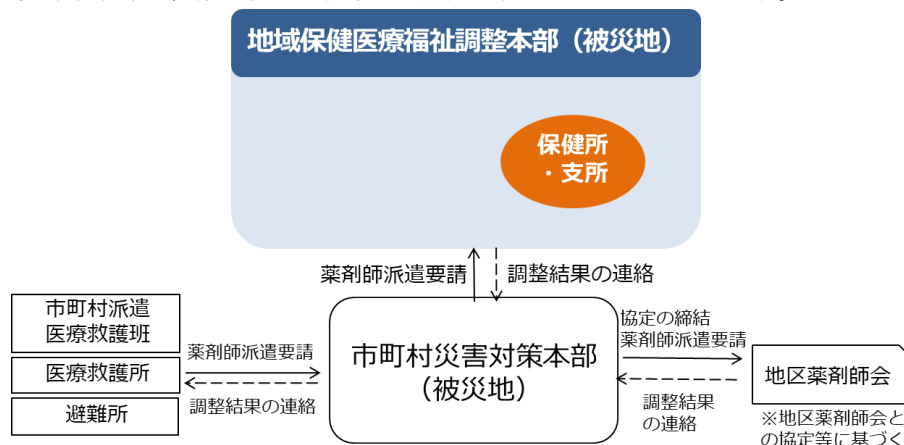 地域保健医療福祉調整本部（被災地）
保健所
・支所
薬剤師派遣要請
調整結果の連絡
市町村派遣
医療救護班
医療救護所
避難所
薬剤師派遣要請
調整結果の連絡
市町村災害対策本部
（被災地）
協定の締結
薬剤師派遣要請
調整結果
の連絡
地区薬剤師会
※地区薬剤師会と
の協定等に基づく